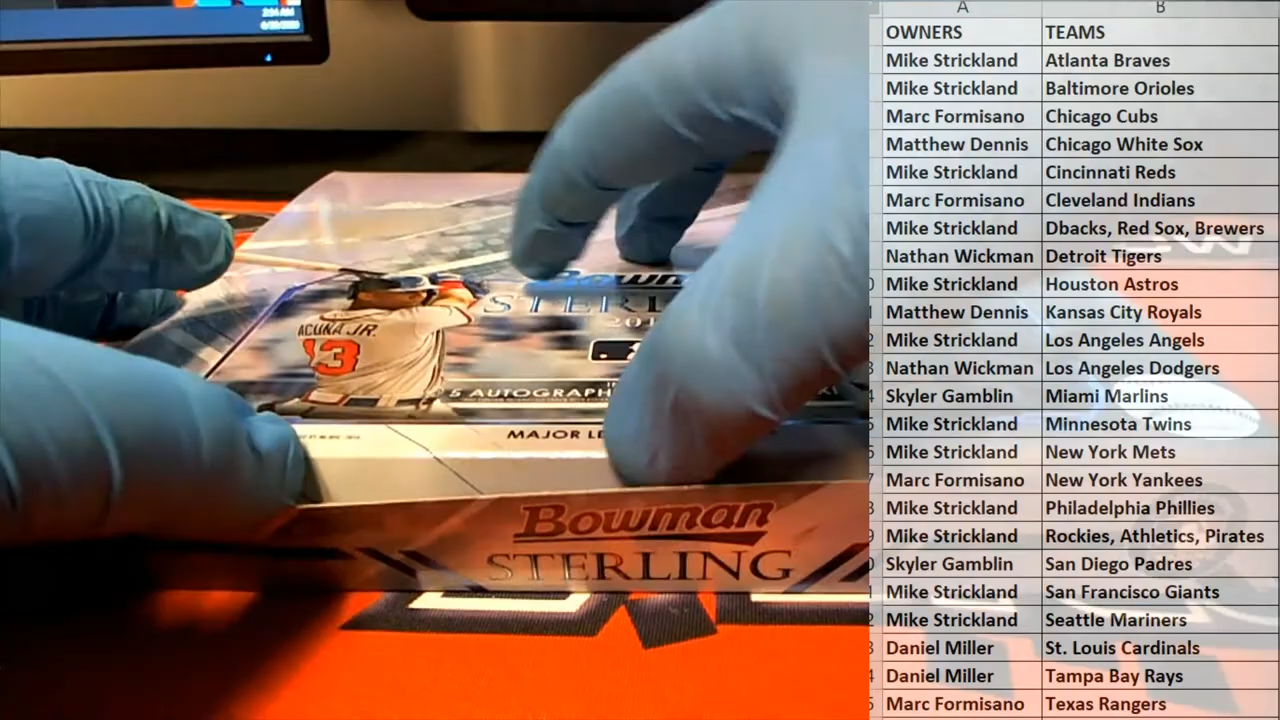 2:54 AM
A B
OWNERS TEAMS
Mike Strickland Atlanta Braves
Mike Strickland Baltimore Orioles
Marc Formisano Chicago Cubs
Matthew Dennis Chicago White Sox
Mike Strickland Cincinnati Reds
Marc Formisano Cleveland Indians
Mike Strickland Dbacks, Red Sox, Brewers
Nathan Wickman Detroit Tigers
Mike Strickland Houston Astros
Matthew Dennis Kansas City Royals
Mike Strickland Los Angeles Angels
Nathan Wickman Los Angeles Dodgers
Skyler Gamblin Miami Marlins
Mike Strickland Minnesota Twins
Mike Strickland New York Mets
Marc Formisano New York Yankees
Mike Strickland Philadelphia Phillies
Mike Strickland Rockies, Athletics, Pirates
Skyler Gamblin San Diego Padres
Mike Strickland San Francisco Giants
Mike Strickland Seattle Mariners
Daniel Miller St. Louis Cardinals
Daniel Miller Tampa Bay Rays
Marc Formisano Texas Rangers
ACUÑA JR.
13
5 AUTOGRAPH
MAJOR LE
Bowman
STERLING